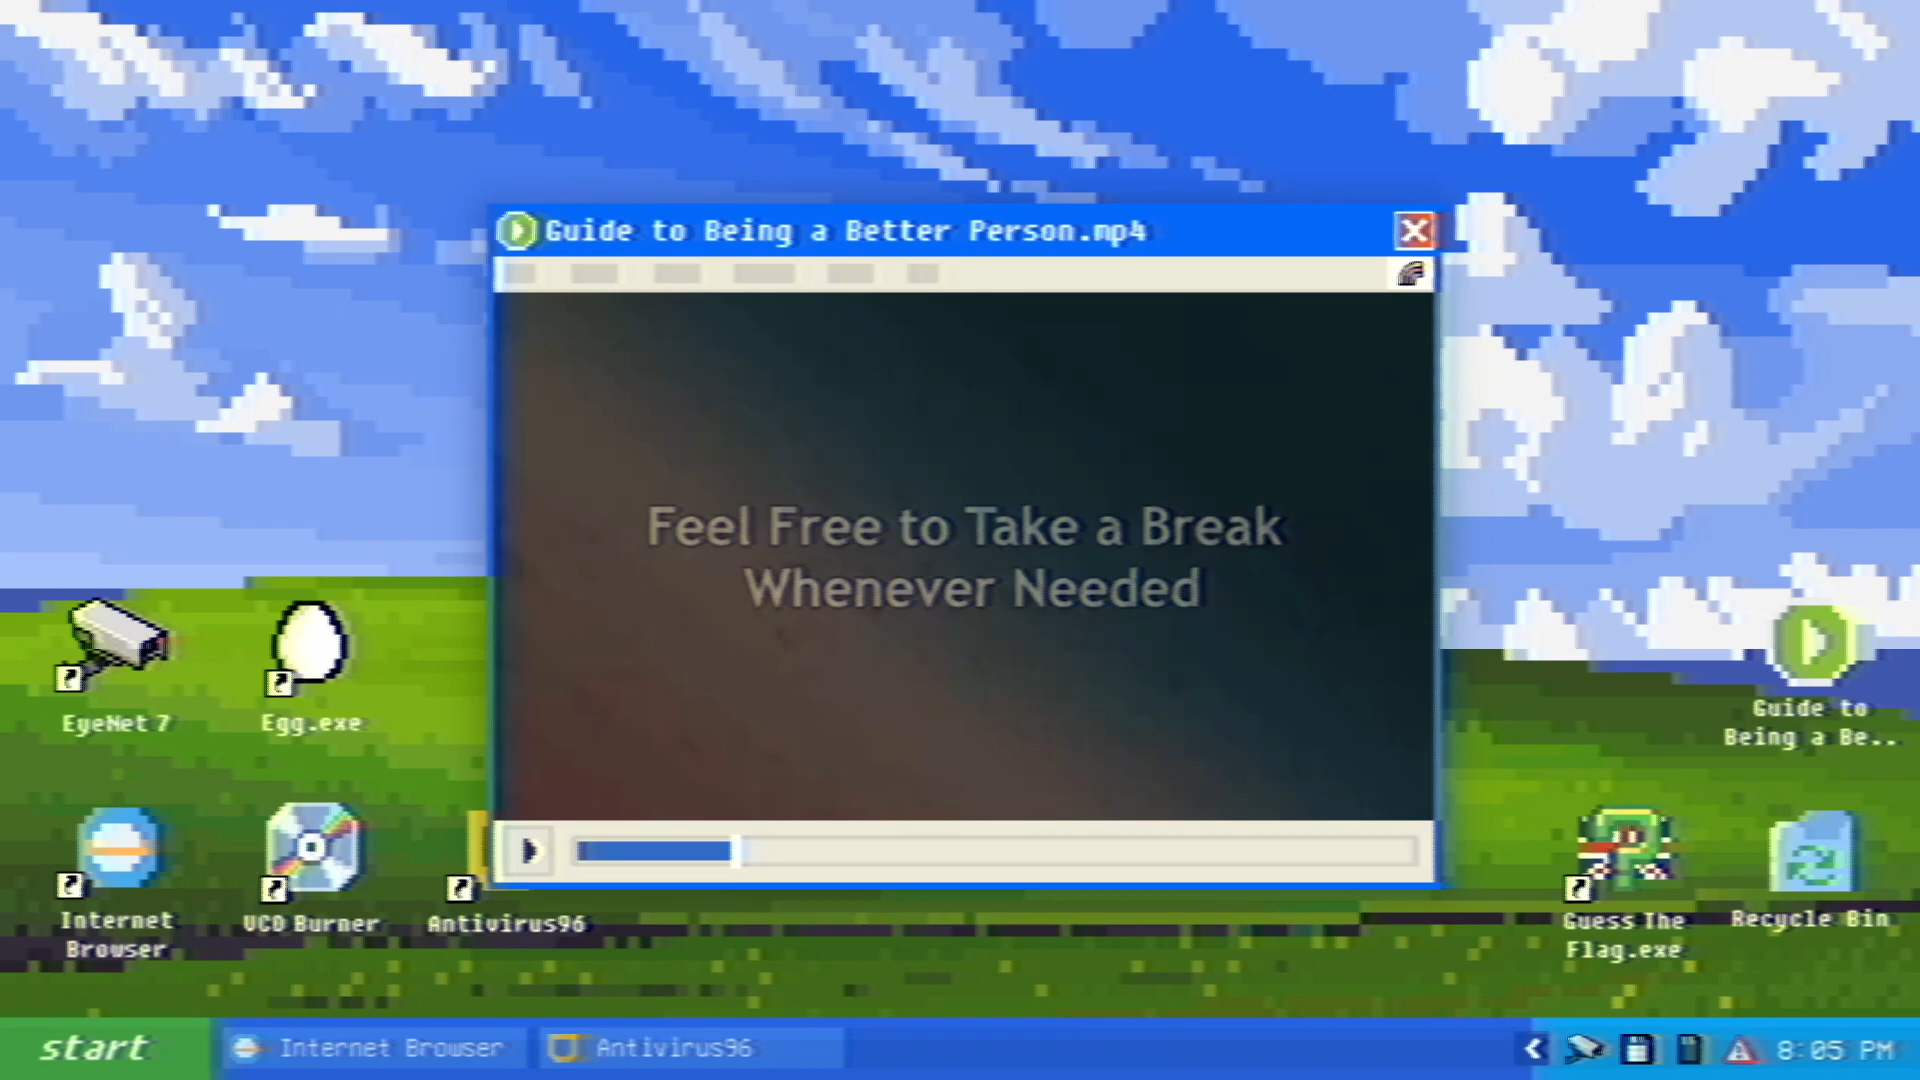 Guide to Being a Better Person.mp4
Feel Free to Take a Break
Whenever Needed
EyeNet 7
Egg.exe
Guide to
Being a Be..
Internet
Browser
VCD Burner
Antivirus96
Guess The
Flag.exe
Recycle Bin
start
Internet Browser
Antivirus96
8:05 PM